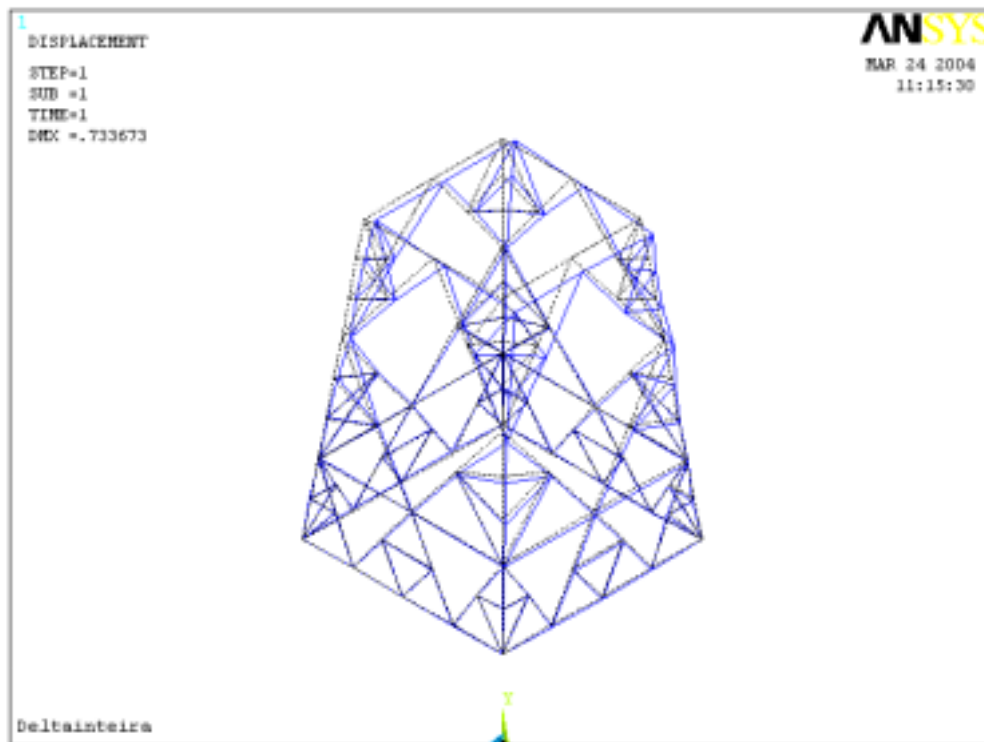 1
DISPLACEMENT
STEP=1
SUB =1
TIME=1
DMX =.733673
ANSYS
MAR 24 2004
11:15:30
Y
Deltainteira